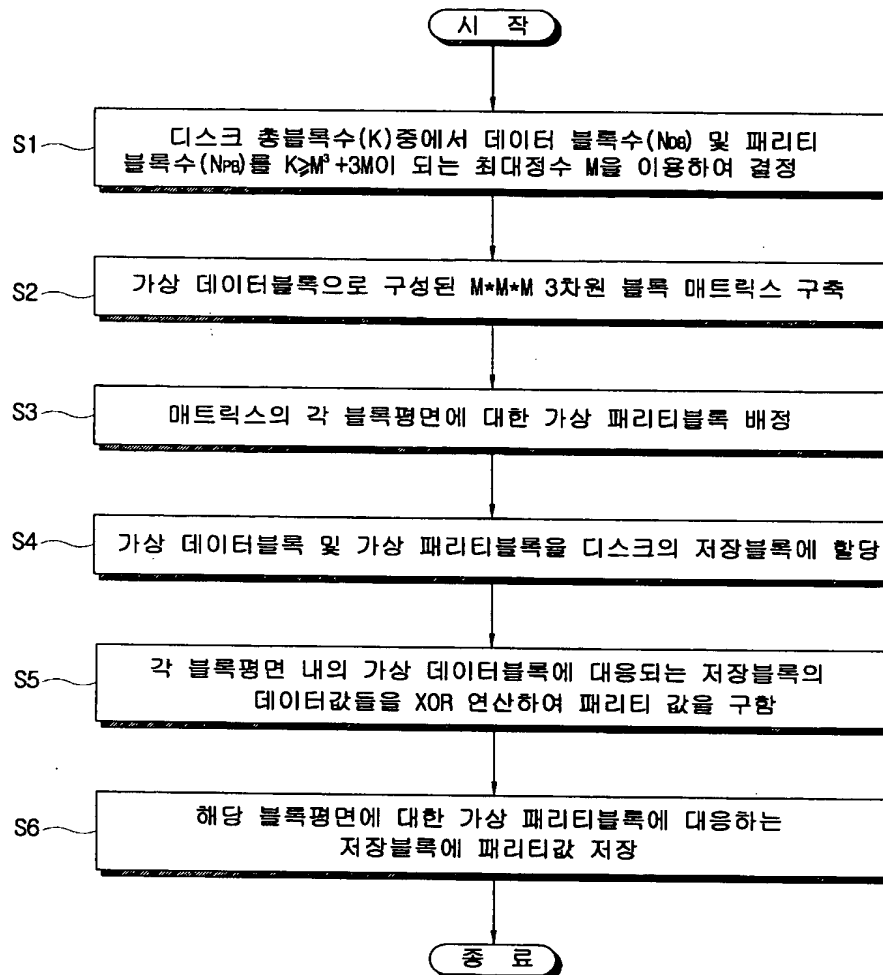 시 작
S1
디스크 총블록수(K)중에서 데이터 블록수(NDB) 및 패리티
블록수(NPB)를 K≥M³+3M이 되는 최대정수 M을 이용하여 결정
S2
가상 데이터블록으로 구성된 M*M*M 3차원 블록 매트릭스 구축
S3
매트릭스의 각 블록평면에 대한 가상 패리티블록 배정
S4
가상 데이터블록 및 가상 패리티블록을 디스크의 저장블록에 할당
S5
각 블록평면 내의 가상 데이터블록에 대응되는 저장블록의
데이터값들을 XOR 연산하여 패리티 값을 구함
S6
해당 블록평면에 대한 가상 패리티블록에 대응하는
저장블록에 패리티값 저장
종 료